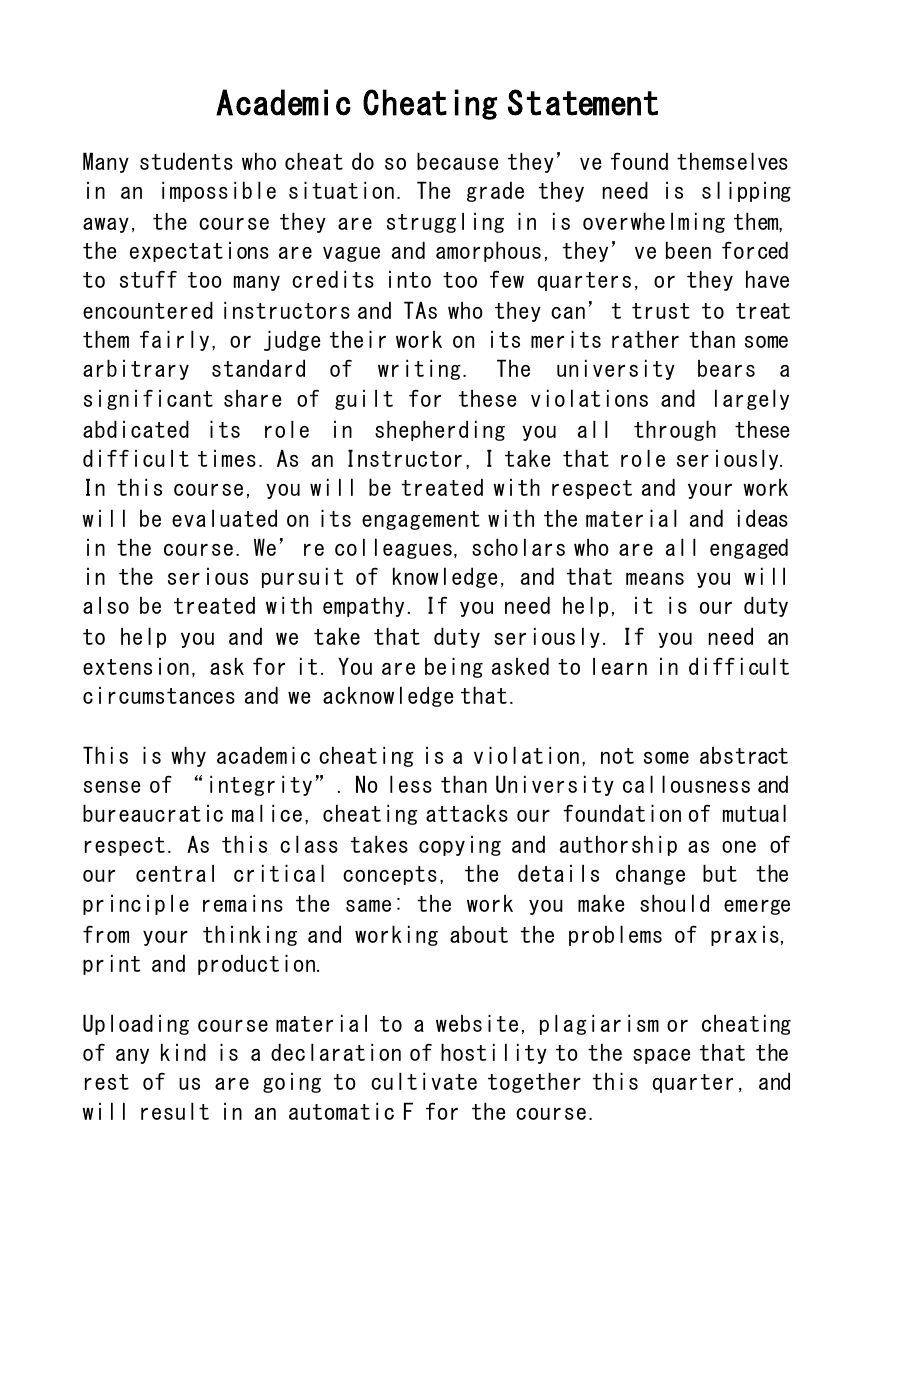 Academic Cheating Statement
Many students who cheat do so because they’ve found themselves
in an impossible situation. The grade they need is slipping
away, the course they are struggling in is overwhelming them,
the expectations are vague and amorphous, they’ve been forced
to stuff too many credits into too few quarters, or they have
encountered instructors and TAs who they can’t trust to treat
them fairly, or judge their work on its merits rather than some
arbitrary standard of writing. The university bears a
significant share of guilt for these violations and largely
abdicated its role in shepherding you all through these
difficult times. As an Instructor, I take that role seriously.
In this course, you will be treated with respect and your work
will be evaluated on its engagement with the material and ideas
in the course. We’re colleagues, scholars who are all engaged
in the serious pursuit of knowledge, and that means you will
also be treated with empathy. If you need help, it is our duty
to help you and we take that duty seriously. If you need an
extension, ask for it. You are being asked to learn in difficult
circumstances and we acknowledge that.
This is why academic cheating is a violation, not some abstract
sense of “integrity”. No less than University callousness and
bureaucratic malice, cheating attacks our foundation of mutual
respect. As this class takes copying and authorship as one of
our central critical concepts, the details change but the
principle remains the same: the work you make should emerge
from your thinking and working about the problems of praxis,
print and production.
Uploading course material to a website, plagiarism or cheating
of any kind is a declaration of hostility to the space that the
rest of us are going to cultivate together this quarter, and
will result in an automatic F for the course.